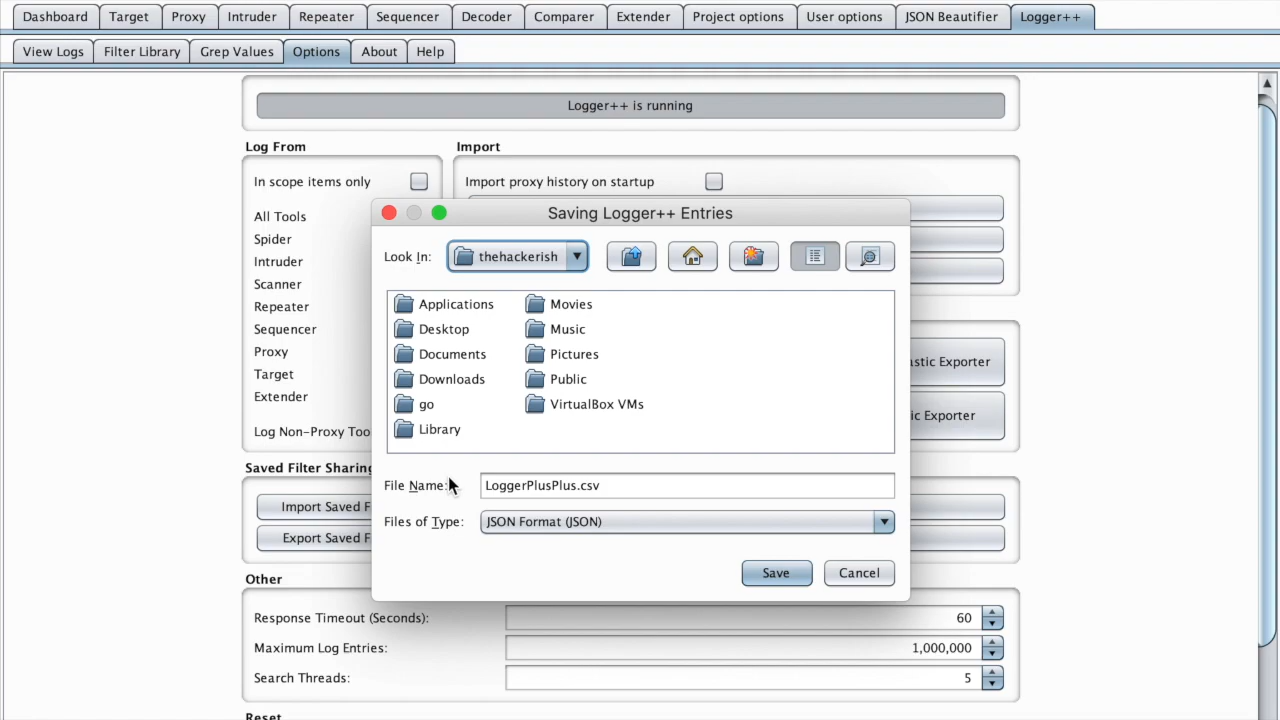 Dashboard Target Proxy Intruder Repeater Sequencer Decoder Comparer Extender Project options User options JSON Beautifier Logger++
View Logs Filter Library Grep Values Options About Help
Logger++ is running
Log From Import
In scope items only Import proxy history on startup
All Tools
Spider
Intruder
Scanner
Repeater
Sequencer
Proxy
Target
Extender
Log Non-Proxy
Saving Logger++ Entries
Look In: thehackerish
Applications Movies
Desktop Music
Documents Pictures
Downloads Public
go VirtualBox VMs
Library
File Name: LoggerPlusPlus.csv
Files of Type: JSON Format (JSON)
Save Cancel
Exporter
Exporter
Saved Filter Sharing
Import Saved
Export Saved
Other
Response Timeout (Seconds): 60
Maximum Log Entries: 1,000,000
Search Threads: 5
Reset